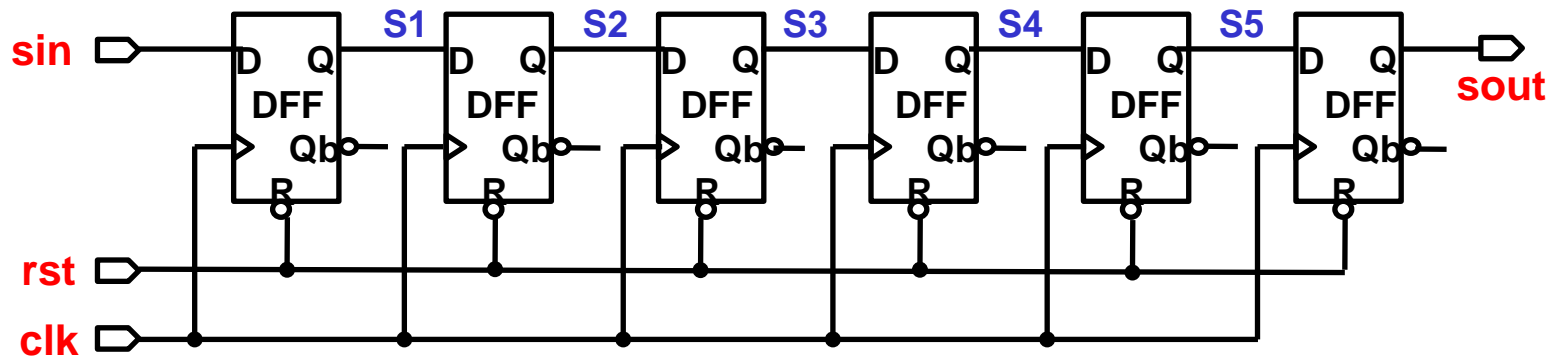 S1 S2 S3 S4 S5
sin D Q D Q D Q D Q D Q D Q
sout
DFF DFF DFF DFF DFF DFF
Qb Qb Qb Qb Qb Qb
R R R R R R
rst
clk